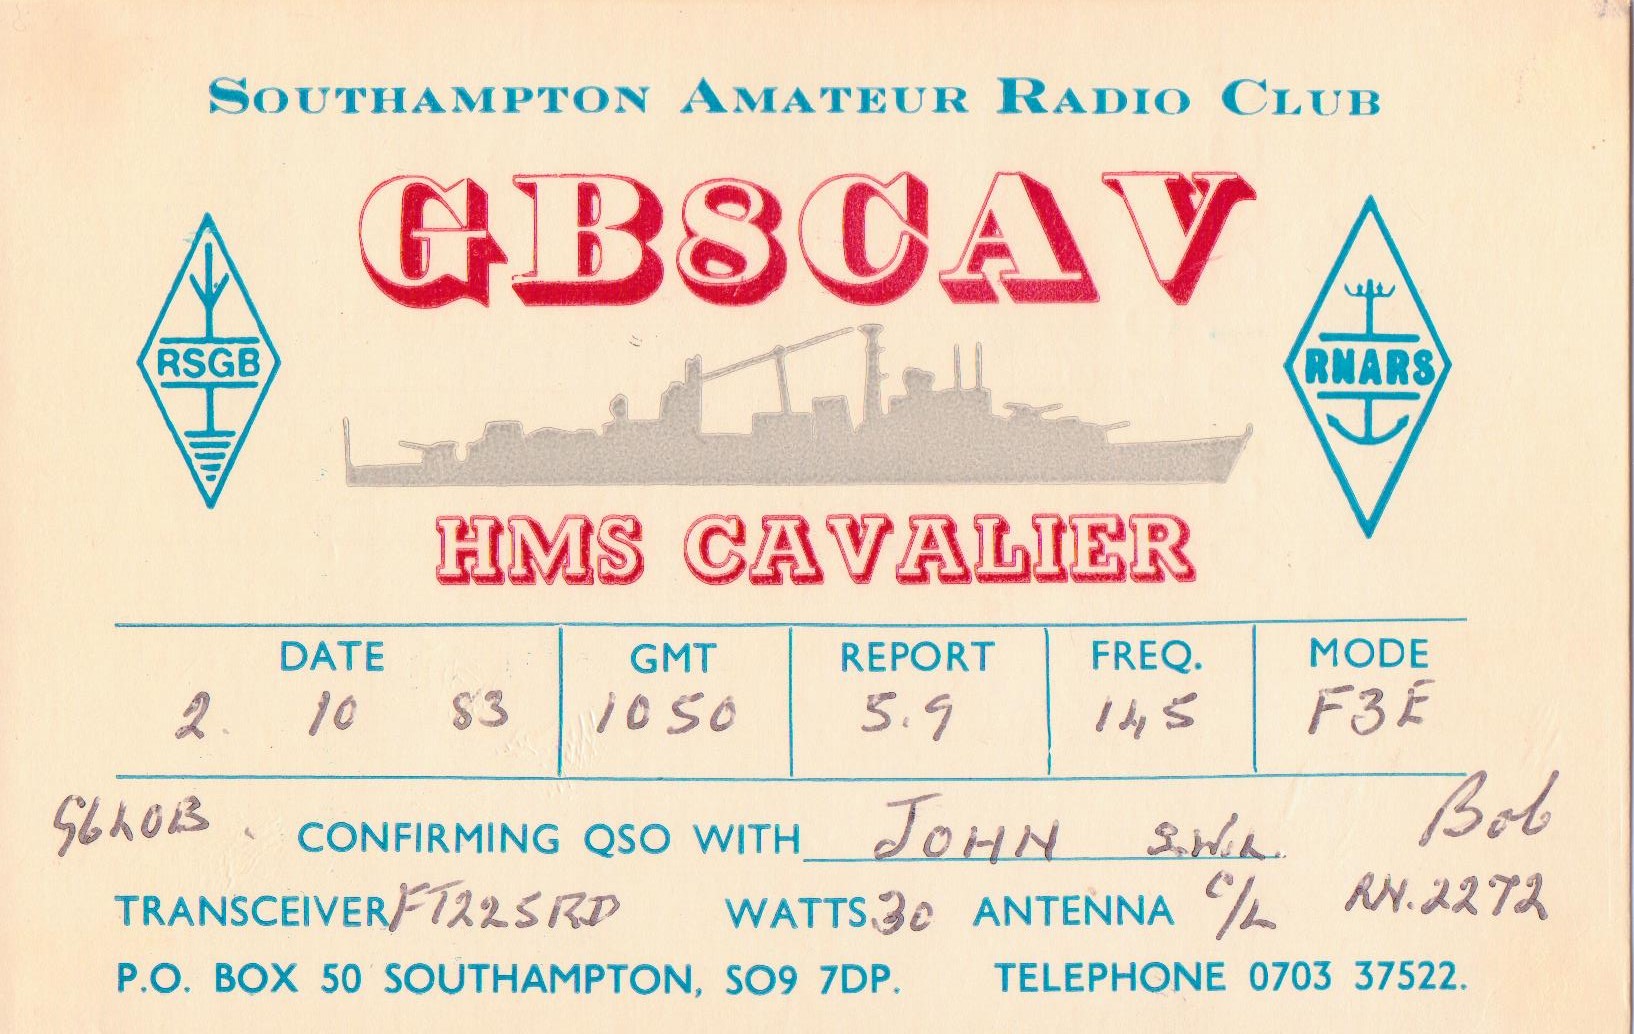 SOUTHAMPTON AMATEUR RADIO CLUB
GB8CAV
RSGB
RNARS
HMS CAVALIER
DATE GMT REPORT FREQ. MODE
2. 10 83 1050 5.9 145 F3E
G6KOB. CONFIRMING QSO WITH JOHN S.W.L. Bob
TRANSCEIVER FT225RD WATTS 30 ANTENNA C/L RN.2272
P.O. BOX 50 SOUTHAMPTON, SO9 7DP. TELEPHONE 0703 37522.